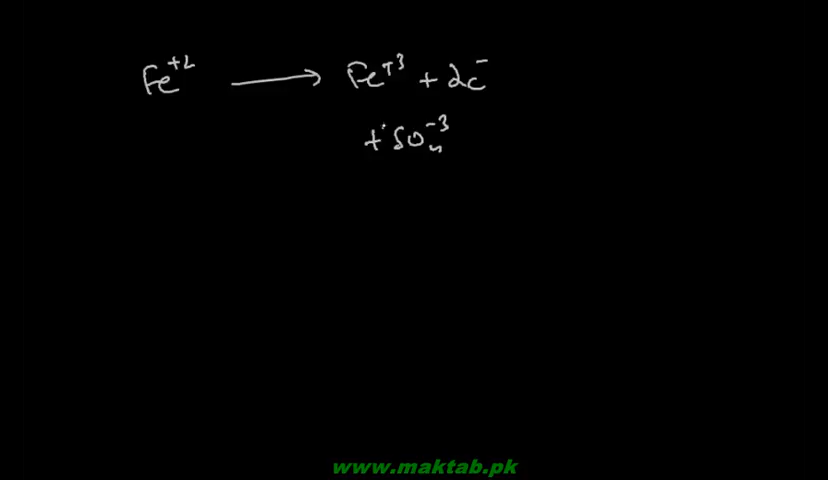 Fe⁺² ⟶ Fe⁺³ + 2e⁻
+ SO₄⁻³
www.maktab.pk